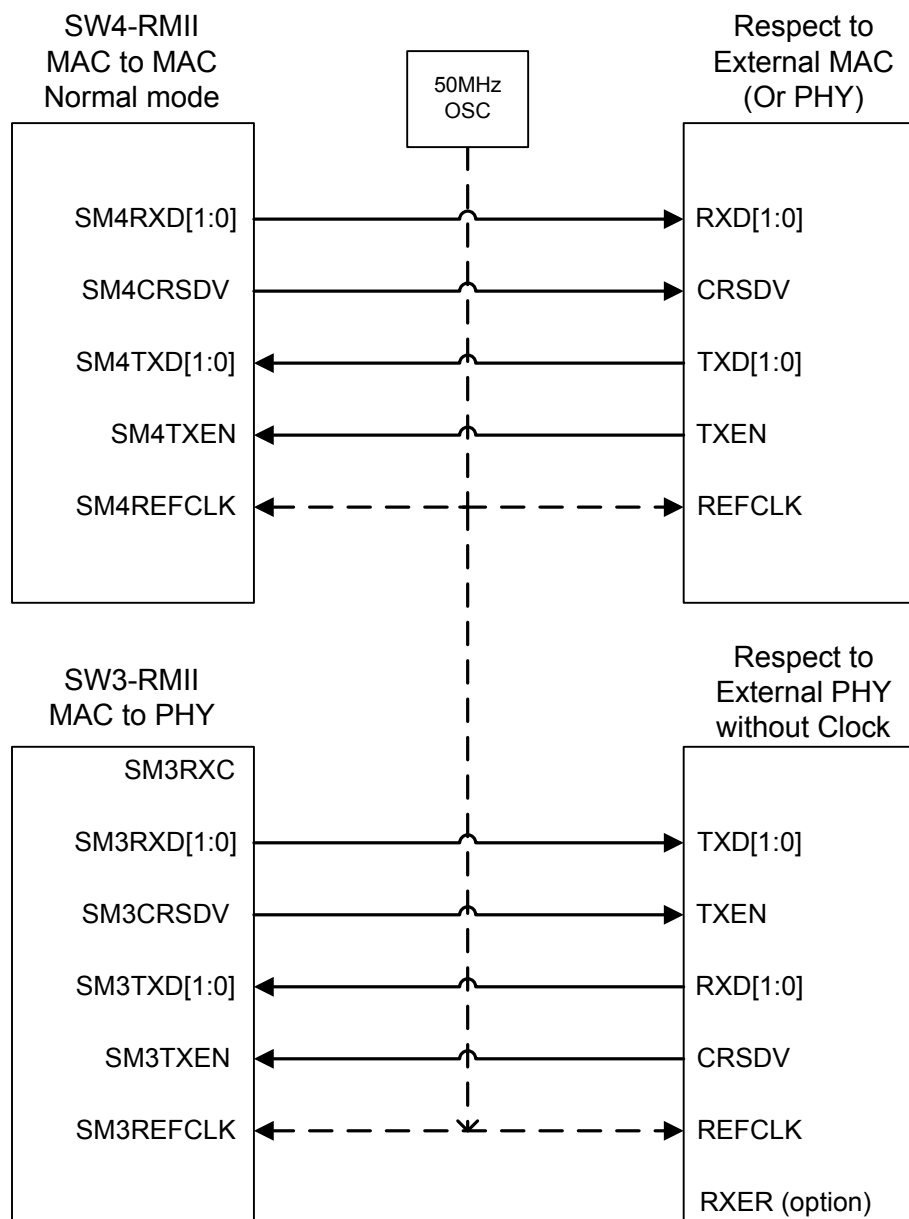 SW4-RMII
MAC to MAC
Normal mode
50MHz
OSC
Respect to
External MAC
(Or PHY)
SM4RXD[1:0]
RXD[1:0]
SM4CRSDV
CRSDV
SM4TXD[1:0]
TXD[1:0]
SM4TXEN
TXEN
SM4REFCLK
REFCLK
SW3-RMII
MAC to PHY
Respect to
External PHY
without Clock
SM3RXC
SM3RXD[1:0]
TXD[1:0]
SM3CRSDV
TXEN
SM3TXD[1:0]
RXD[1:0]
SM3TXEN
CRSDV
SM3REFCLK
REFCLK
RXER (option)